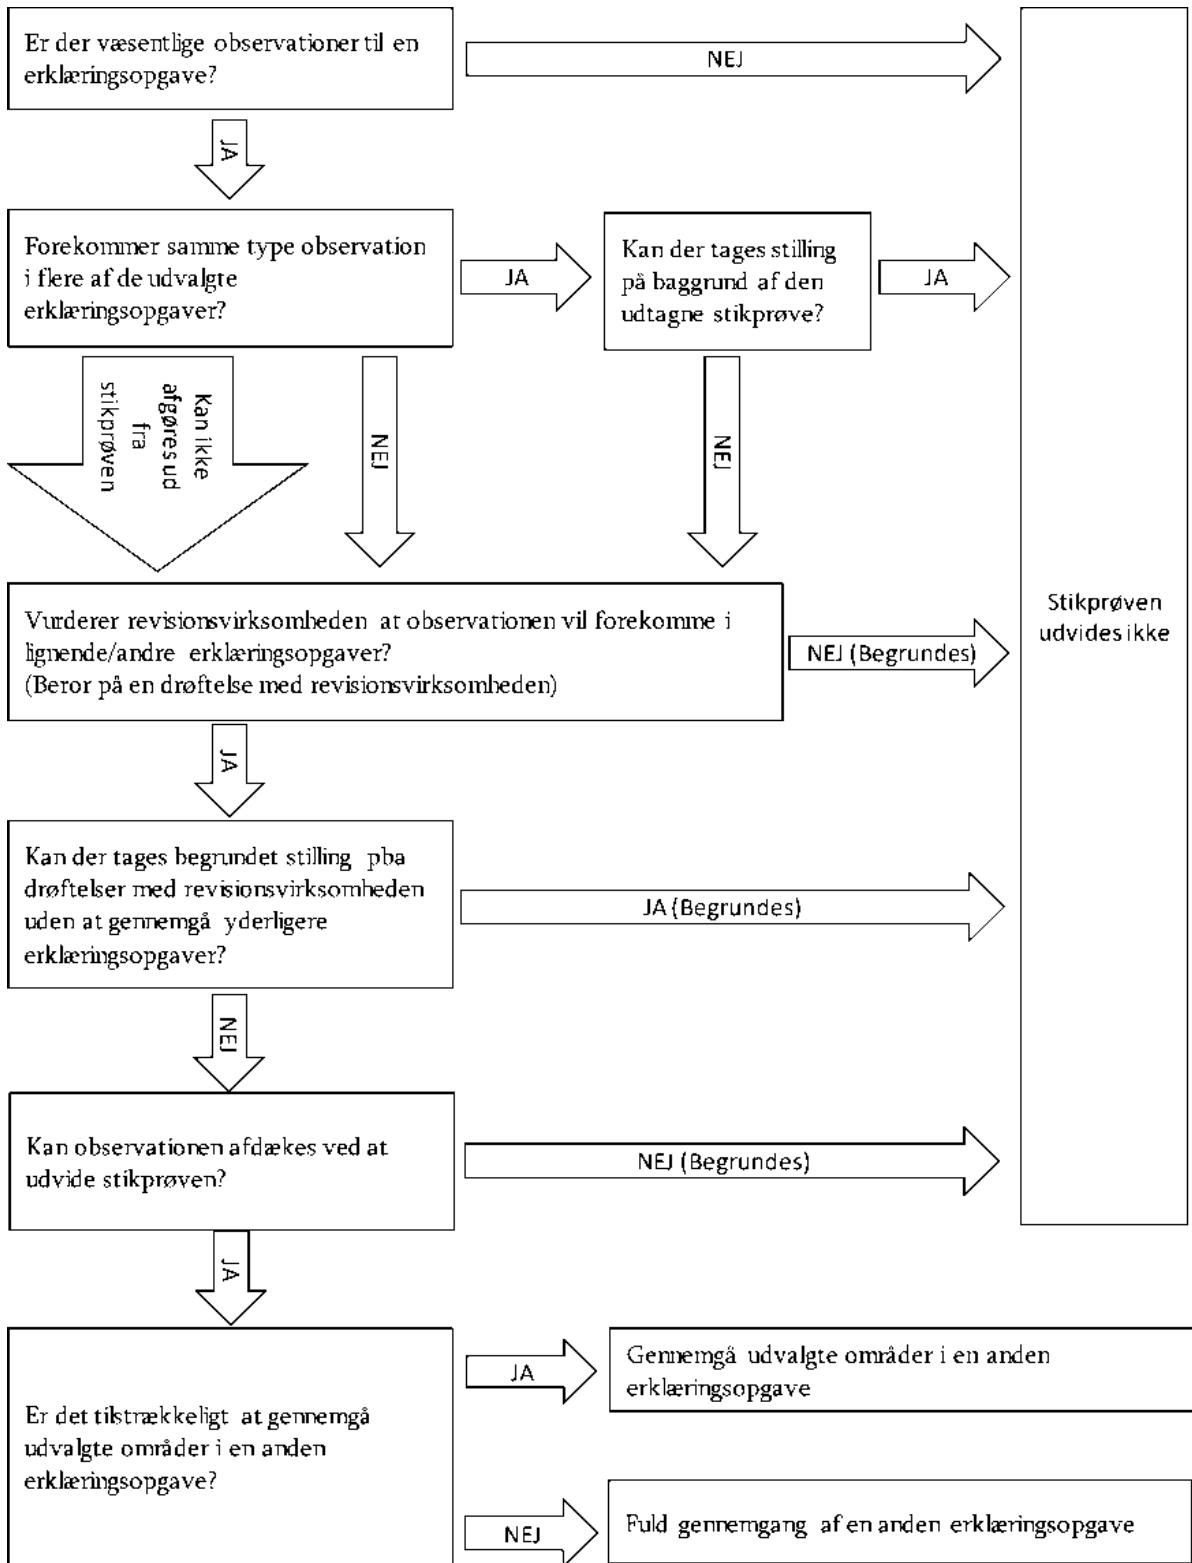 Er der væsentlige observationer til en
erklæringsopgave?
NEJ
JA
Forekommer samme type observation
i flere af de udvalgte
erklæringsopgaver?
JA
Kan der tages stilling
på baggrund af den
udtagne stikprøve?
JA
Kan ikke
afgøres ud
fra
stikprøven
NEJ
NEJ
Stikprøven
udvides ikke
Vurderer revisionsvirksomheden at observationen vil forekomme i
lignende/andre erklæringsopgaver?
(Beror på en drøftelse med revisionsvirksomheden)
NEJ (Begrundes)
JA
Kan der tages begrundet stilling pba
drøftelser med revisionsvirksomheden
uden at gennemgå yderligere
erklæringsopgaver?
JA (Begrundes)
NEJ
Kan observationen afdækes ved at
udvide stikprøven?
NEJ (Begrundes)
JA
Er det tilstrækkeligt at gennemgå
udvalgte områder i en anden
erklæringsopgave?
JA
Gennemgå udvalgte områder i en anden
erklæringsopgave
NEJ
Fuld gennemgang af en anden erklæringsopgave